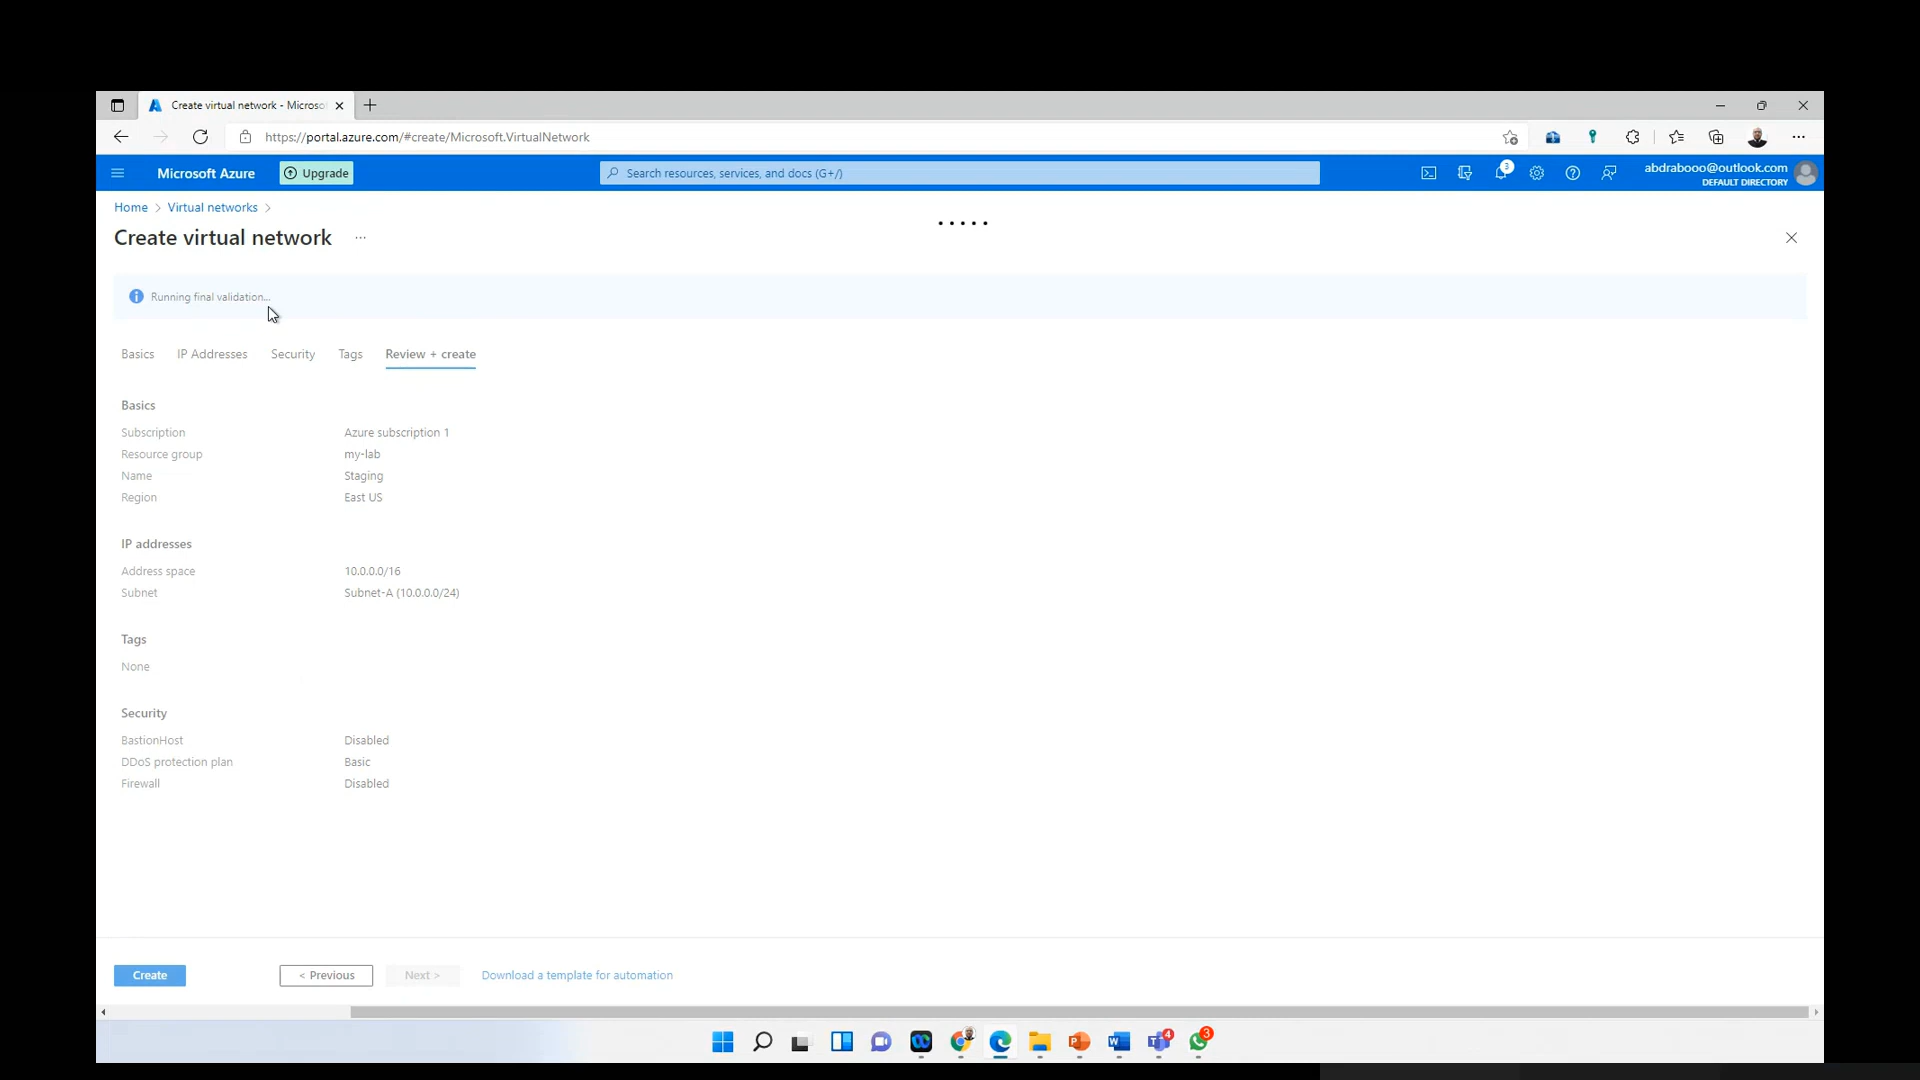 Create virtual network - Microso
https://portal.azure.com/#create/Microsoft.VirtualNetwork
Microsoft Azure
Upgrade
Search resources, services, and docs (G+/)
3
abdrabooo@outlook.com
DEFAULT DIRECTORY
Home > Virtual networks >
Create virtual network ...
Running final validation...
Basics IP Addresses Security Tags Review + create
Basics
Subscription Azure subscription 1
Resource group my-lab
Name Staging
Region East US
IP addresses
Address space 10.0.0.0/16
Subnet Subnet-A (10.0.0.0/24)
Tags
None
Security
BastionHost Disabled
DDoS protection plan Basic
Firewall Disabled
Create < Previous Next > Download a template for automation
4 3